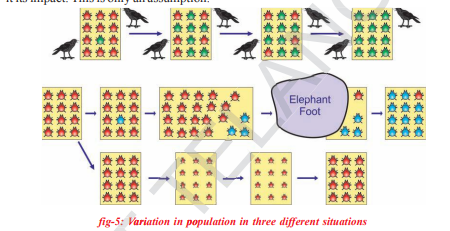 it its impact. This is only an assumption.
Elephant
Foot
fig-5: Variation in population in three different situations